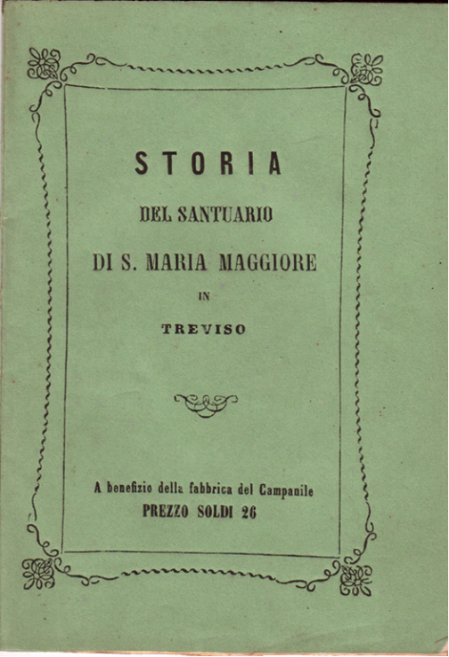 STORIA
DEL SANTUARIO
DI S. MARIA MAGGIORE
IN
TREVISO
A benefizio della fabbrica del Campanile
PREZZO SOLDI 26